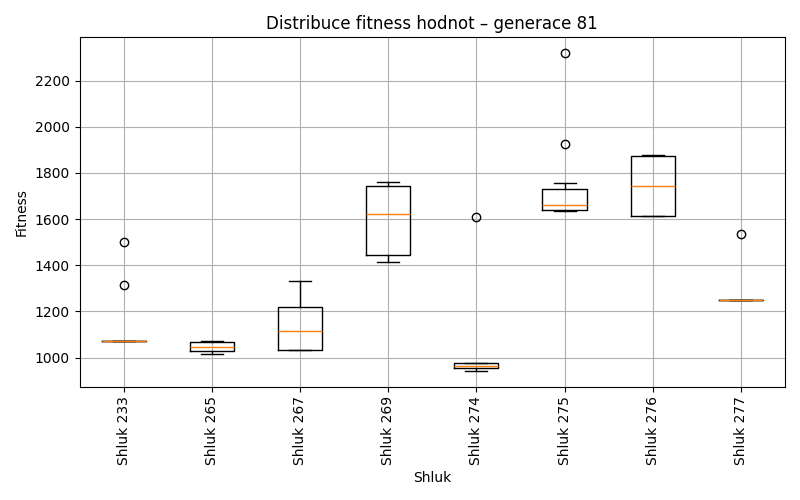 Distribuce fitness hodnot – generace 81
Fitness
2200
2000
1800
1600
1400
1200
1000
Shluk 233
Shluk 265
Shluk 267
Shluk 269
Shluk 274
Shluk 275
Shluk 276
Shluk 277
Shluk